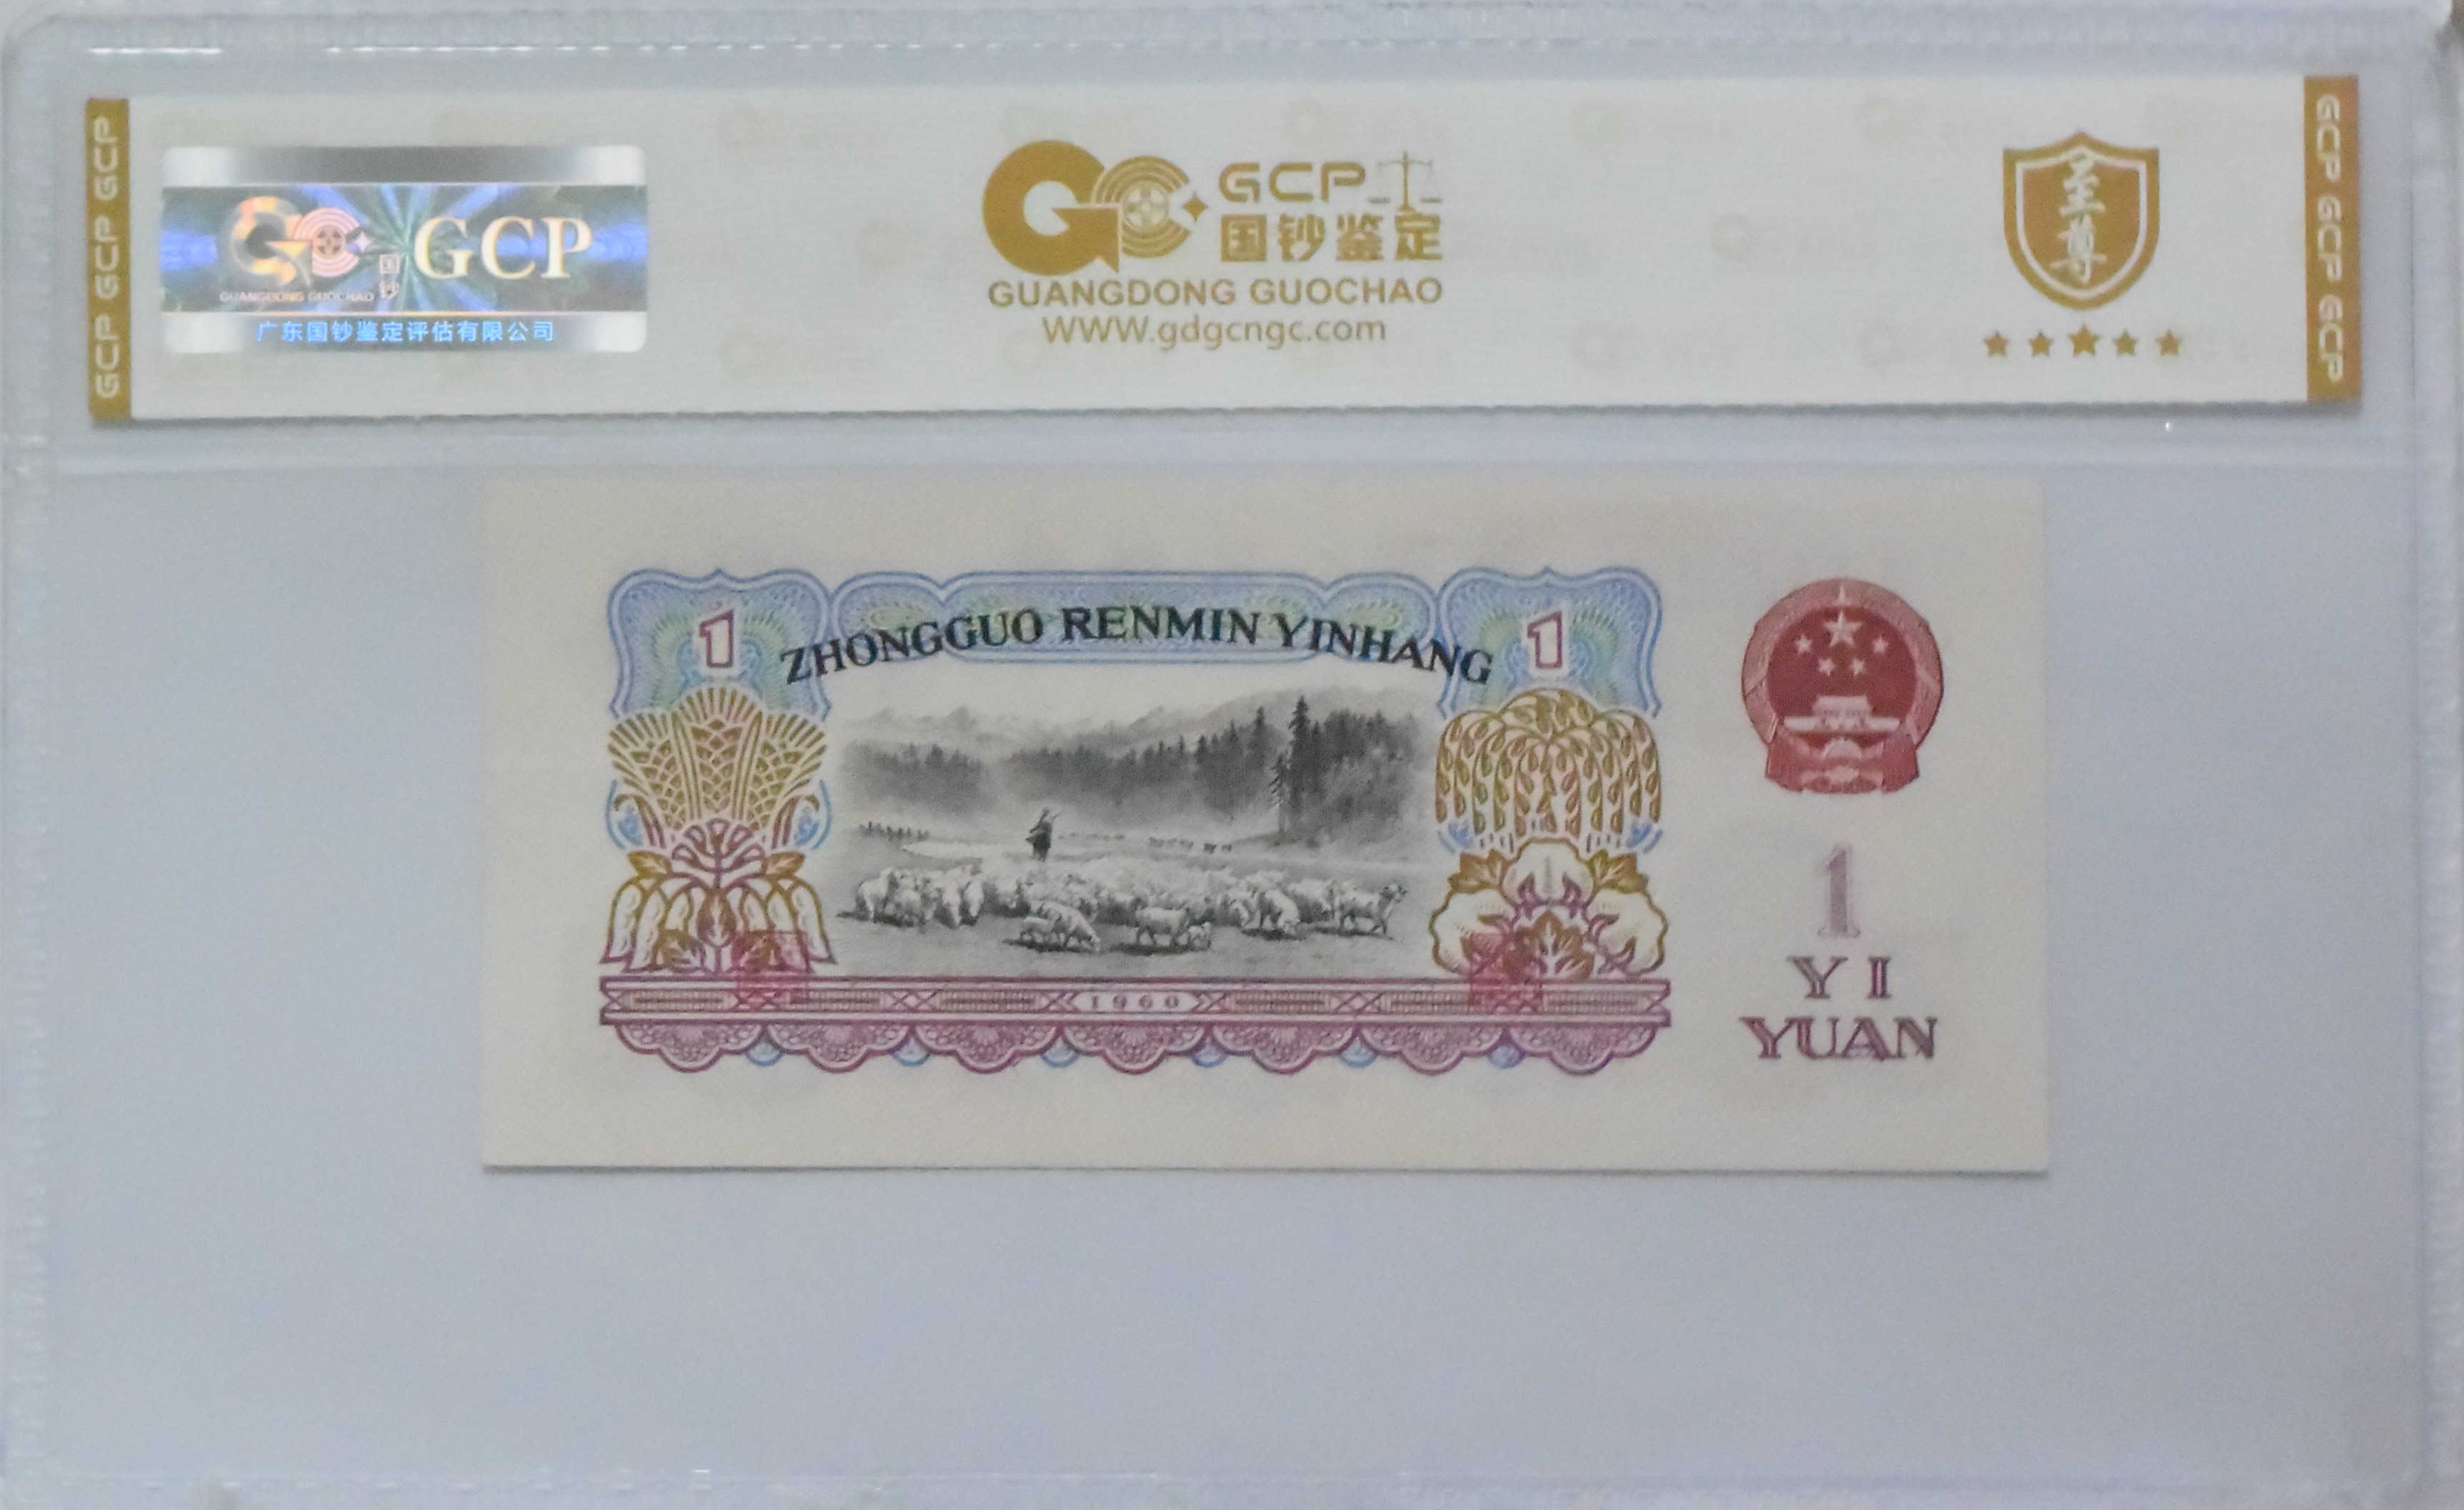 GCP GCP GCP
GCP
国
钞
GUANGDONG GUOCHAO
广东国钞鉴定评估有限公司
GCP
国钞鉴定
GUANGDONG GUOCHAO
WWW.gdgcngc.com
至
尊
GCP GCP GCP
1
ZHONGGUO RENMIN YINHANG
1
1960
1
YI
YUAN